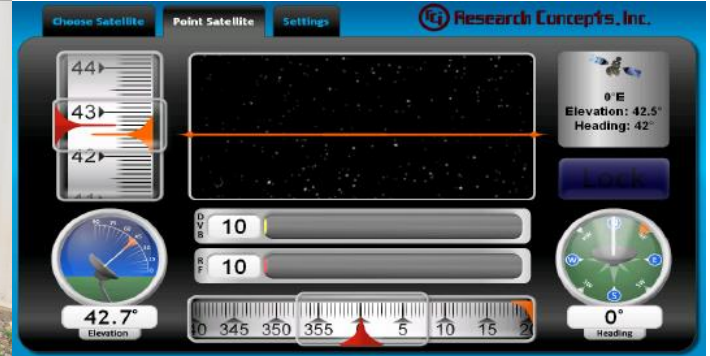 Choose Satellite
Point Satellite
Settings
RCi Research Concepts, Inc.
44
43
42
0°E
Elevation: 42.5°
Heading: 42°
Lock
DVB 10
RF 10
42.7°
Elevation
345 350 355 5 10 15
W
E
S
0°
Heading